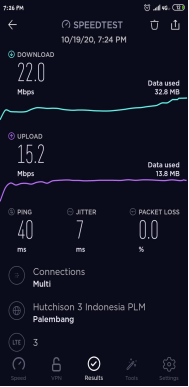 7:26 PM
4G
SPEEDTEST
10/19/20, 7:24 PM
DOWNLOAD
22.0
Mbps
Data used
32.8 MB
UPLOAD
15.2
Mbps
Data used
13.8 MB
PING JITTER PACKET LOSS
40 7 0.0
ms ms %
Connections
Multi
Hutchison 3 Indonesia PLM
Palembang
LTE 3
Speed VPN Results Tools Settings